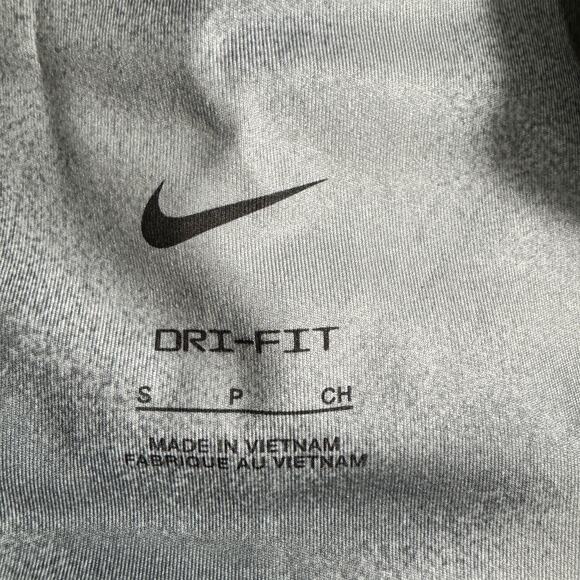 DRI-FIT
S P CH
MADE IN VIETNAM
FABRIQUE AU VIETNAM